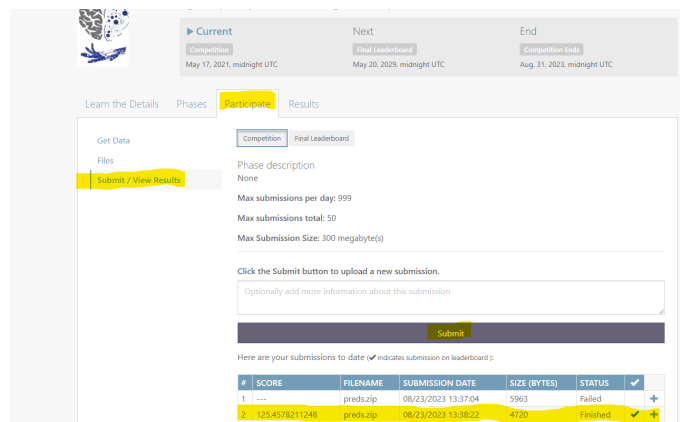 Current Next End
Competition Final Leaderboard Competition Ends
May 17, 2021, midnight UTC May 20, 2029, midnight UTC Aug. 31, 2023, midnight UTC
Learn the Details Phases Participate Results
Get Data
Files
Submit / View Results
Competition Final Leaderboard
Phase description
None
Max submissions per day: 999
Max submissions total: 50
Max Submission Size: 300 megabyte(s)
Click the Submit button to upload a new submission.
Optionally add more information about this submission
Submit
Here are your submissions to date (✔ indicates submission on leaderboard ):
# SCORE FILENAME SUBMISSION DATE SIZE (BYTES) STATUS ✔
1 --- preds.zip 08/23/2023 13:37:04 5963 Failed +
2 125.4578211248 preds.zip 08/23/2023 13:38:22 4720 Finished ✔ +